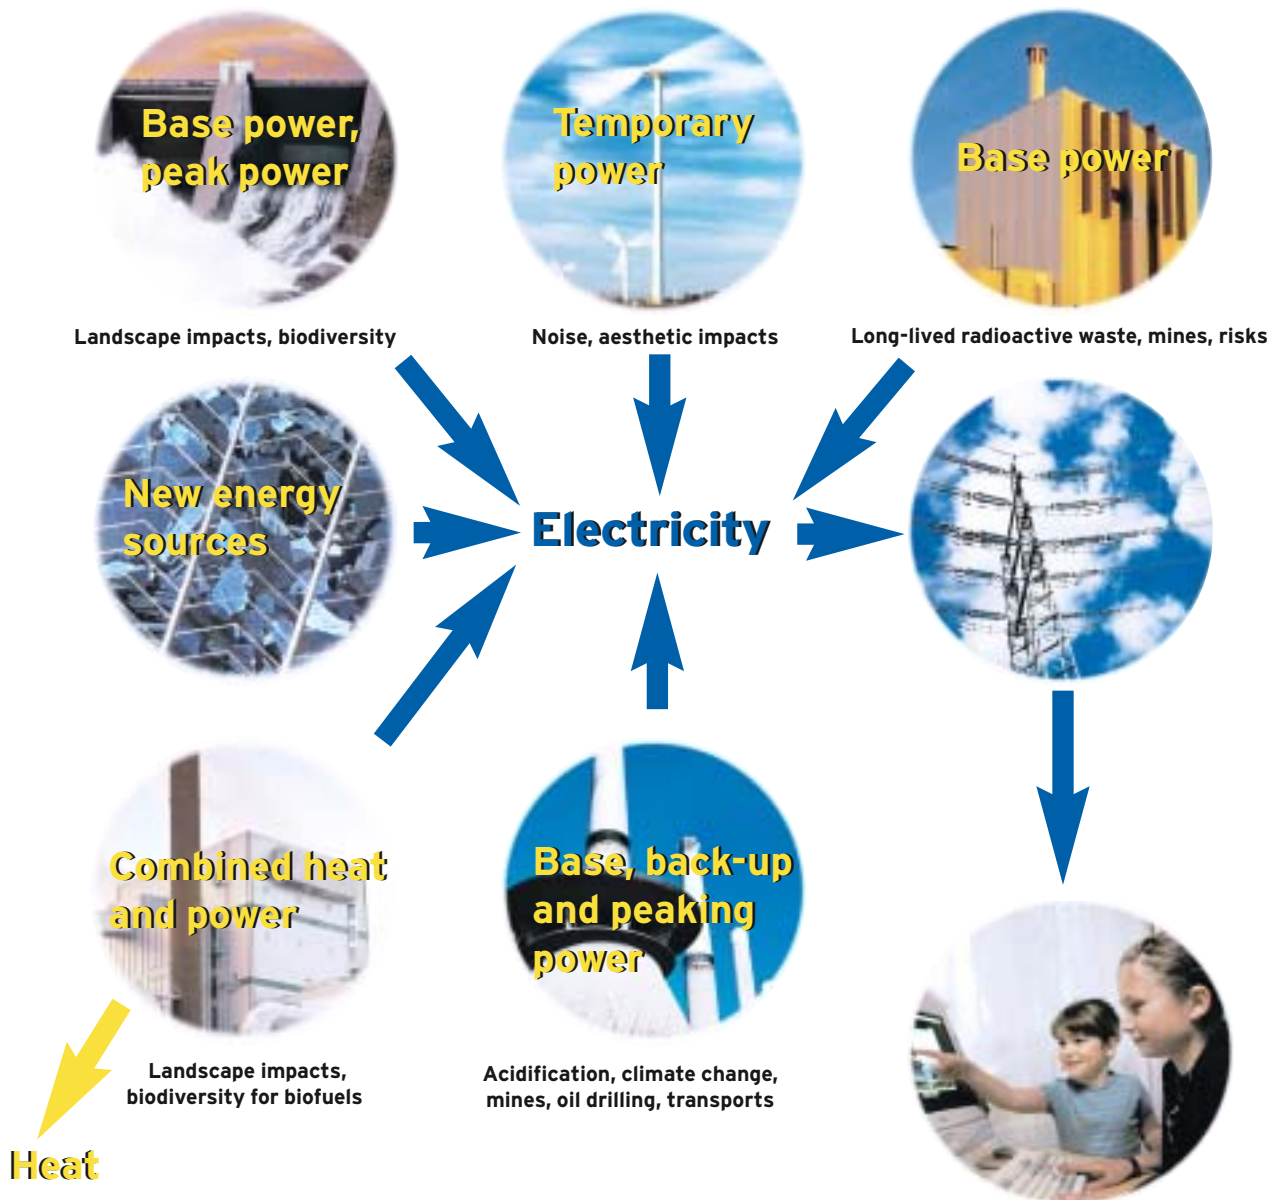 Base power,
peak power
Temporary
power
Base power
Landscape impacts, biodiversity
Noise, aesthetic impacts
Long-lived radioactive waste, mines, risks
New energy
sources
Electricity
Combined heat
and power
Base, back-up
and peaking
power
Landscape impacts,
biodiversity for biofuels
Acidification, climate change,
mines, oil drilling, transports
Heat